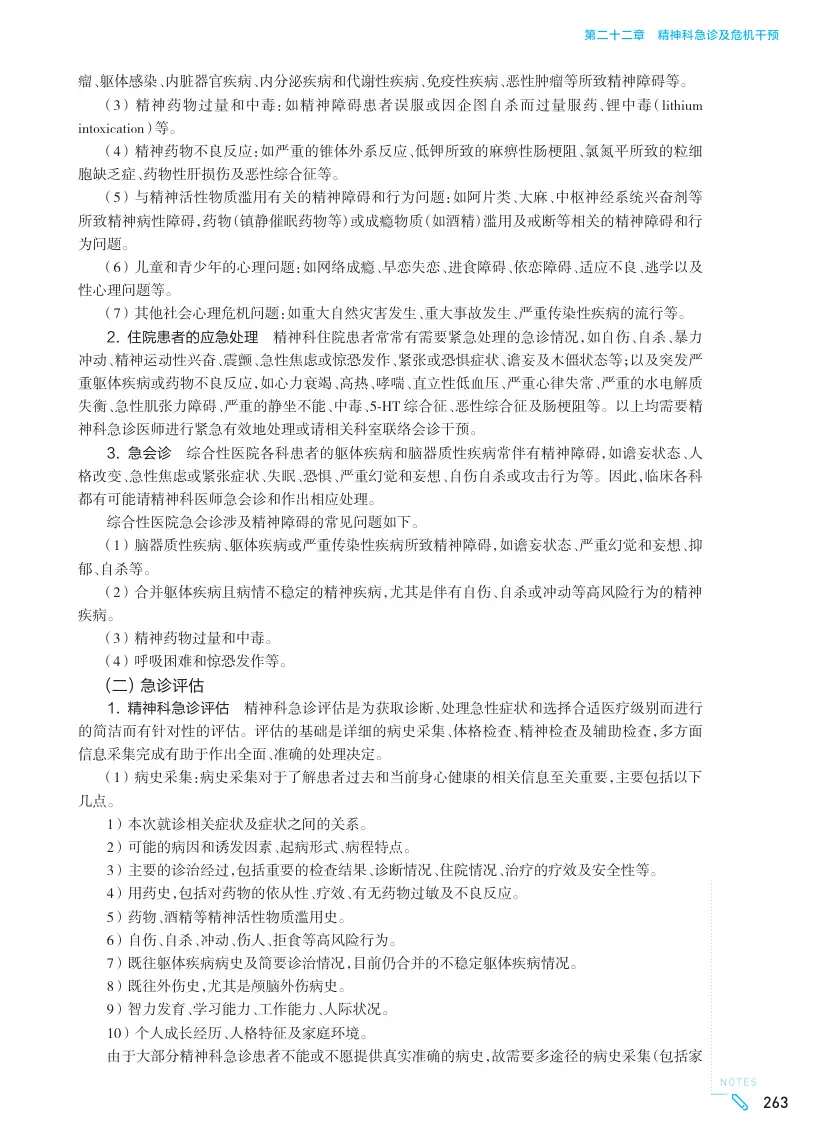 第二十二章　精神科急诊及危机干预
瘤、躯体感染、内脏器官疾病、内分泌疾病和代谢性疾病、免疫性疾病、恶性肿瘤等所致精神障碍等。
（3）精神药物过量和中毒：如精神障碍患者误服或因企图自杀而过量服药、锂中毒（lithium
intoxication）等。
（4）精神药物不良反应：如严重的锥体外系反应、低钾所致的麻痹性肠梗阻、氯氮平所致的粒细
胞缺乏症、药物性肝损伤及恶性综合征等。
（5）与精神活性物质滥用有关的精神障碍和行为问题：如阿片类、大麻、中枢神经系统兴奋剂等
所致精神病性障碍，药物（镇静催眠药物等）或成瘾物质（如酒精）滥用及戒断等相关的精神障碍和行
为问题。
（6）儿童和青少年的心理问题：如网络成瘾、早恋失恋、进食障碍、依恋障碍、适应不良、逃学以及
性心理问题等。
（7）其他社会心理危机问题：如重大自然灾害发生、重大事故发生、严重传染性疾病的流行等。
2. 住院患者的应急处理　精神科住院患者常常有需要紧急处理的急诊情况，如自伤、自杀、暴力
冲动、精神运动性兴奋、震颤、急性焦虑或惊恐发作、紧张或恐惧症状、谵妄及木僵状态等；以及突发严
重躯体疾病或药物不良反应，如心力衰竭、高热、哮喘、直立性低血压、严重心律失常、严重的水电解质
失衡、急性肌张力障碍、严重的静坐不能、中毒、5-HT 综合征、恶性综合征及肠梗阻等。以上均需要精
神科急诊医师进行紧急有效地处理或请相关科室联络会诊干预。
3. 急会诊　综合性医院各科患者的躯体疾病和脑器质性疾病常伴有精神障碍，如谵妄状态、人
格改变、急性焦虑或紧张症状、失眠、恐惧、严重幻觉和妄想、自伤自杀或攻击行为等。因此，临床各科
都有可能请精神科医师急会诊和作出相应处理。
综合性医院急会诊涉及精神障碍的常见问题如下。
（1）脑器质性疾病、躯体疾病或严重传染性疾病所致精神障碍，如谵妄状态、严重幻觉和妄想、抑
郁、自杀等。
（2）合并躯体疾病且病情不稳定的精神疾病，尤其是伴有自伤、自杀或冲动等高风险行为的精神
疾病。
（3）精神药物过量和中毒。
（4）呼吸困难和惊恐发作等。
（二）急诊评估
1. 精神科急诊评估　精神科急诊评估是为获取诊断、处理急性症状和选择合适医疗级别而进行
的简洁而有针对性的评估。评估的基础是详细的病史采集、体格检查、精神检查及辅助检查，多方面
信息采集完成有助于作出全面、准确的处理决定。
（1）病史采集：病史采集对于了解患者过去和当前身心健康的相关信息至关重要，主要包括以下
几点。
1）本次就诊相关症状及症状之间的关系。
2）可能的病因和诱发因素、起病形式、病程特点。
3）主要的诊治经过，包括重要的检查结果、诊断情况、住院情况、治疗的疗效及安全性等。
4）用药史，包括对药物的依从性、疗效、有无药物过敏及不良反应。
5）药物、酒精等精神活性物质滥用史。
6）自伤、自杀、冲动、伤人、拒食等高风险行为。
7）既往躯体疾病病史及简要诊治情况，目前仍合并的不稳定躯体疾病情况。
8）既往外伤史，尤其是颅脑外伤病史。
9）智力发育、学习能力、工作能力、人际状况。
10）个人成长经历、人格特征及家庭环境。
由于大部分精神科急诊患者不能或不愿提供真实准确的病史，故需要多途径的病史采集（包括家
NOTES
263